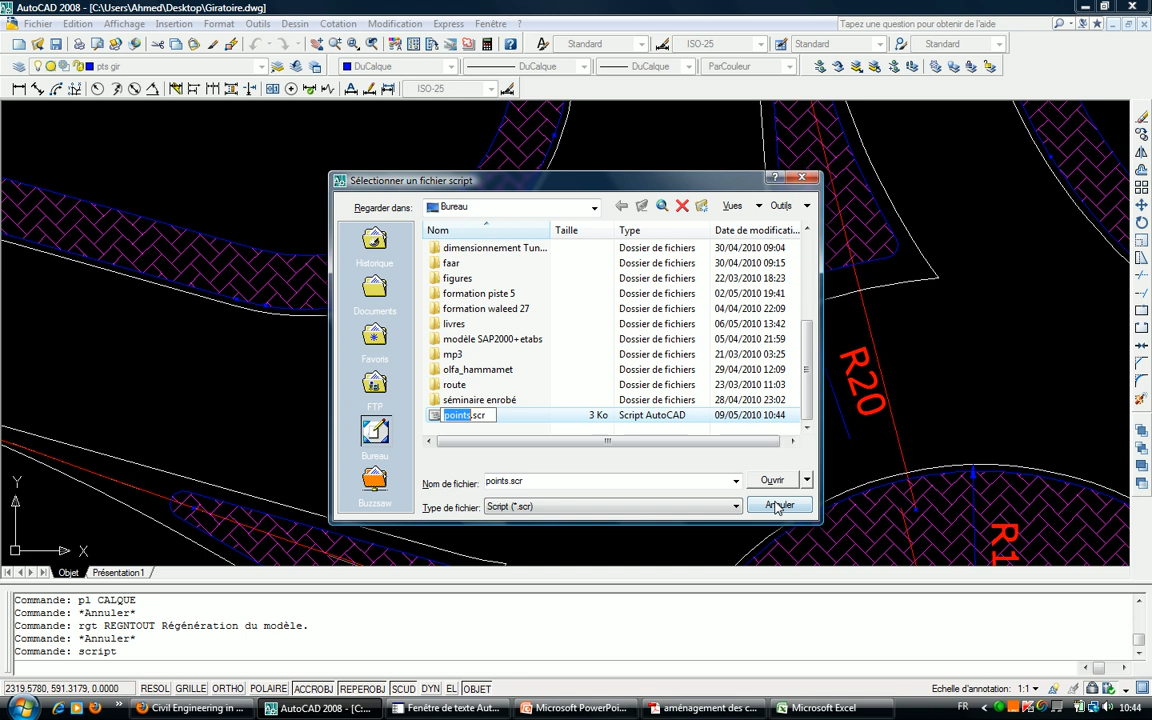 AutoCAD 2008 - [C:\Users\Ahmed\Desktop\Giratoire.dwg]
Fichier Edition Affichage Insertion Format Outils Dessin Cotation Modification Express Fenêtre ?
Tapez une question pour obtenir de l'aide
Standard ISO-25 Standard Standard
pts gir DuCalque DuCalque DuCalque ParCouleur
ISO-25
Sélectionner un fichier script
Regarder dans: Bureau Vues Outils
Nom Taille Type Date de modificati...
Historique
Documents
Favoris
FTP
Bureau
Buzzsaw
dimensionnement Tun... Dossier de fichiers 30/04/2010 09:04
faar Dossier de fichiers 30/04/2010 09:15
figures Dossier de fichiers 22/03/2010 18:23
formation piste 5 Dossier de fichiers 02/05/2010 19:41
formation waleed 27 Dossier de fichiers 04/04/2010 22:09
livres Dossier de fichiers 06/05/2010 13:42
modèle SAP2000+etabs Dossier de fichiers 05/04/2010 21:59
mp3 Dossier de fichiers 21/03/2010 03:25
olfa_hammamet Dossier de fichiers 29/04/2010 12:09
route Dossier de fichiers 23/03/2010 11:03
séminaire enrobé Dossier de fichiers 28/04/2010 23:02
points.scr 3 Ko Script AutoCAD 09/05/2010 10:44
Nom de fichier: points.scr Ouvrir
Type de fichier: Script (*.scr) Annuler
R20
R1
Y
X
Objet Présentation1
Commande: pl CALQUE
Commande: *Annuler*
Commande: rgt REGNTOUT Régénération du modèle.
Commande: *Annuler*
Commande: script
2319.5780, 591.3179, 0.0000 RESOL GRILLE ORTHO POLAIRE ACCROBJ REPEROBJ SCUD DYN EL OBJET Echelle d'annotation: 1:1
Civil Engineering in ... AutoCAD 2008 - [C:... Fenêtre de texte Aut... Microsoft PowerPoi... aménagement des c... Microsoft Excel FR 10:44